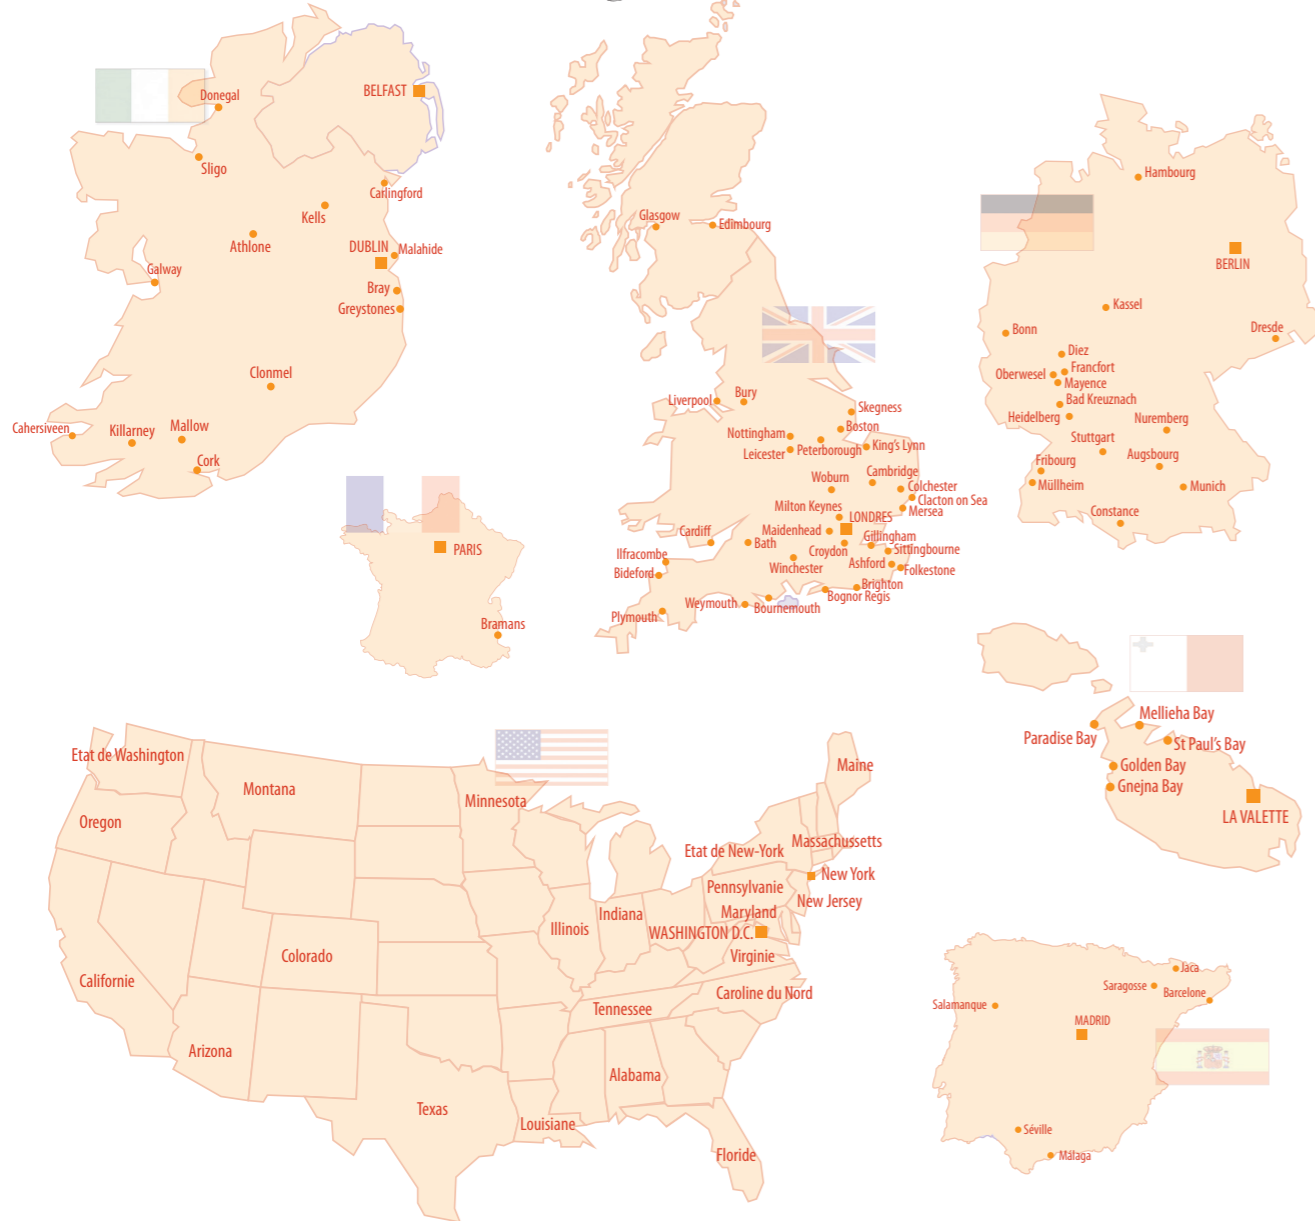 Donegal
BELFAST
Sligo
Carlingford
Kells
Athlone
DUBLIN
Malahide
Galway
Bray
Greystones
Clonmel
Cahersiveen
Killarney
Mallow
Cork
Glasgow
Edimbourg
Liverpool
Bury
Skegness
Nottingham
Boston
Leicester
Peterborough
King's Lynn
Woburn
Cambridge
Colchester
Clacton on Sea
Mersea
Milton Keynes
LONDRES
Cardiff
Maidenhead
Gillingham
Bath
Croydon
Sittingbourne
Ilfracombe
Winchester
Ashford
Folkestone
Bideford
Brighton
Bognor Regis
Weymouth
Bournemouth
Plymouth
Hambourg
BERLIN
Kassel
Bonn
Dresde
Diez
Francfort
Oberwesel
Mayence
Bad Kreuznach
Heidelberg
Nuremberg
Stuttgart
Fribourg
Augsbourg
Müllheim
Munich
Constance
PARIS
Bramans
Mellieha Bay
Paradise Bay
St Paul's Bay
Golden Bay
Gnejna Bay
LA VALETTE
Etat de Washington
Montana
Minnesota
Maine
Oregon
Etat de New-York
Massachussetts
New York
Pennsylvanie
New Jersey
Illinois
Indiana
Maryland
WASHINGTON D.C.
Colorado
Virginie
Californie
Caroline du Nord
Tennessee
Arizona
Alabama
Texas
Louisiane
Floride
Jaca
Saragosse
Barcelone
Salamanque
MADRID
Séville
Málaga